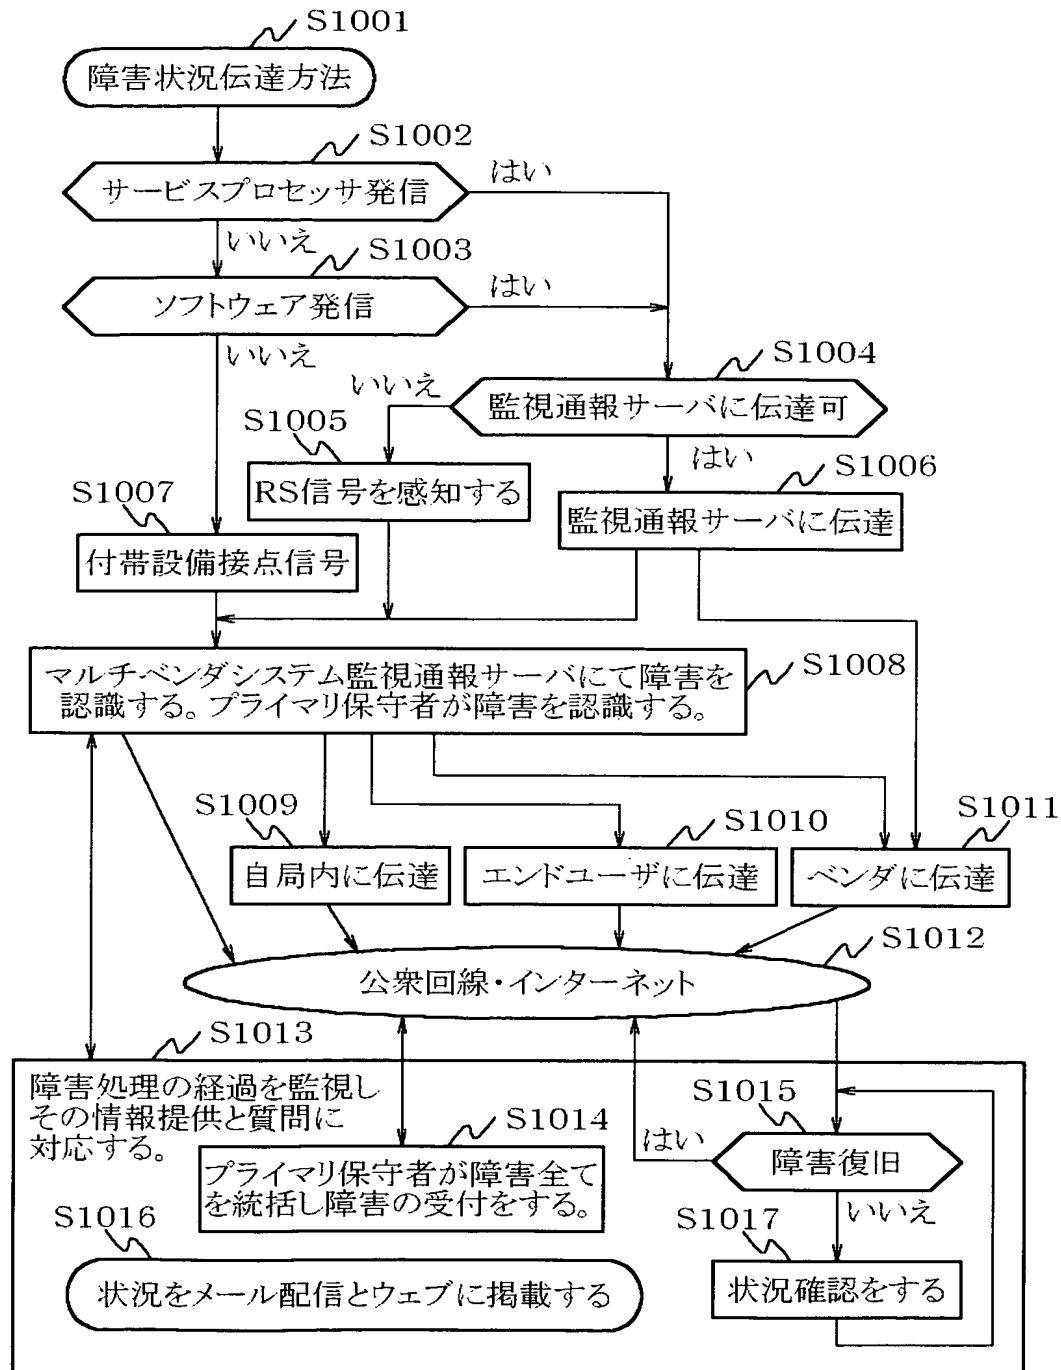 S1001
障害状況伝達方法
S1002
サービスプロセッサ発信
はい
いいえ
S1003
ソフトウェア発信
はい
いいえ
S1004
いいえ
監視通報サーバに伝達可
S1005
はい
S1006
RS信号を感知する
S1007
監視通報サーバに伝達
付帯設備接点信号
マルチベンダシステム監視通報サーバにて障害を
認識する。プライマリ保守者が障害を認識する。
S1008
S1009
S1010
S1011
自局内に伝達
エンドユーザに伝達
ベンダに伝達
S1012
公衆回線・インターネット
S1013
障害処理の経過を監視し
その情報提供と質問に
対応する。
S1014
S1015
はい
障害復旧
プライマリ保守者が障害全て
を統括し障害の受付をする。
いいえ
S1016
S1017
状況をメール配信とウェブに掲載する
状況確認をする